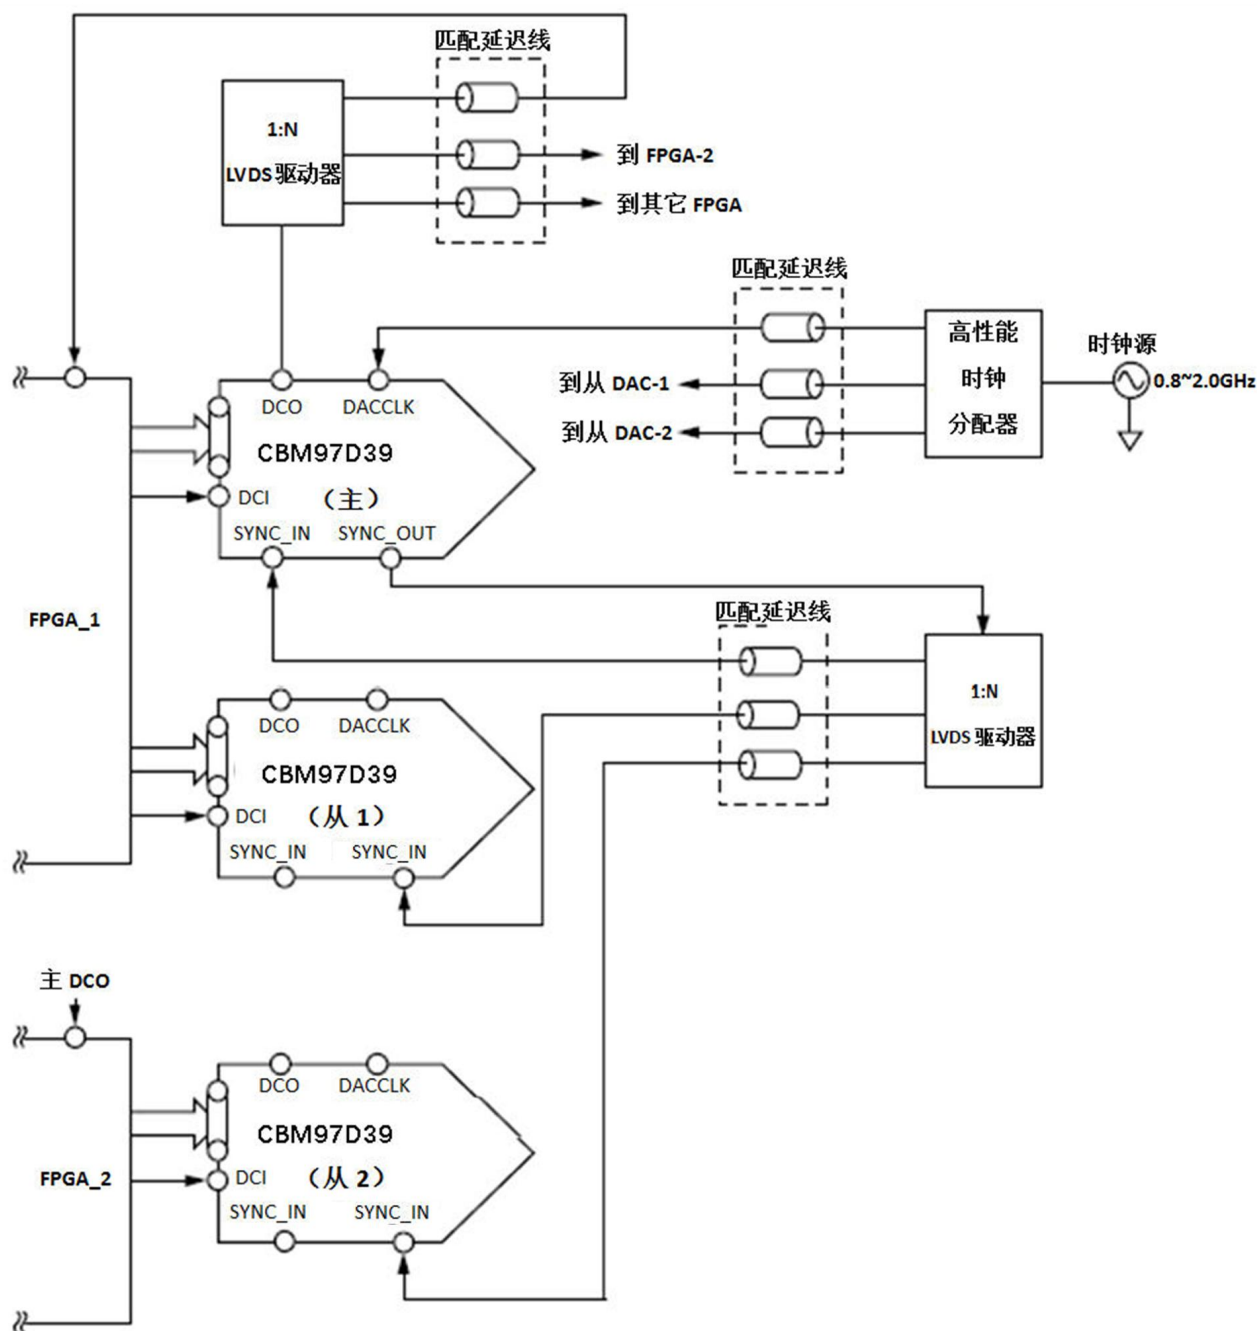 匹配延迟线
1:N
LVDS 驱动器
到 FPGA-2
到其它 FPGA
匹配延迟线
高性能
时钟
分配器
时钟源
0.8~2.0GHz
到从 DAC-1
到从 DAC-2
DCO
DACCLK
CBM97D39
（主）
DCI
SYNC_IN
SYNC_OUT
FPGA_1
匹配延迟线
1:N
LVDS 驱动器
DCO
DACCLK
CBM97D39
（从 1）
DCI
SYNC_IN
SYNC_IN
主 DCO
DCO
DACCLK
CBM97D39
（从 2）
DCI
FPGA_2
SYNC_IN
SYNC_IN